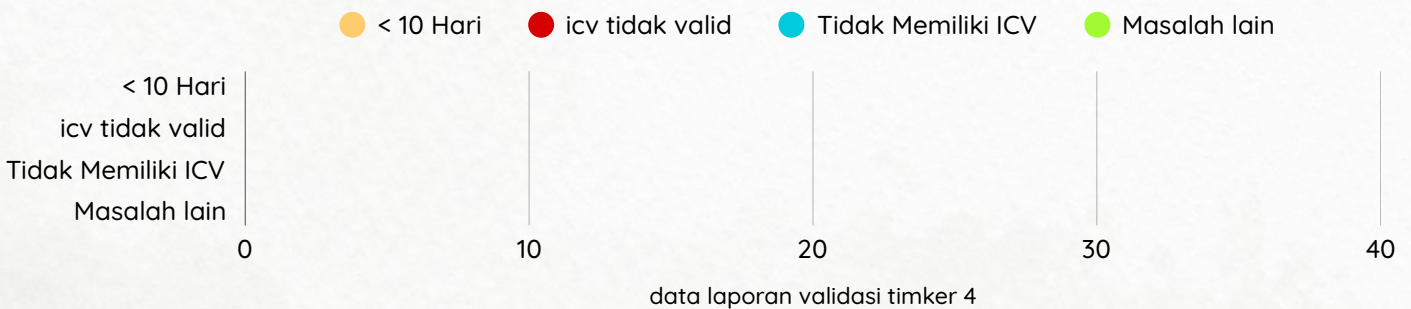 < 10 Hari icv tidak valid Tidak Memiliki ICV Masalah lain
< 10 Hari
icv tidak valid
Tidak Memiliki ICV
Masalah lain
0 10 20 30 40
data laporan validasi timker 4